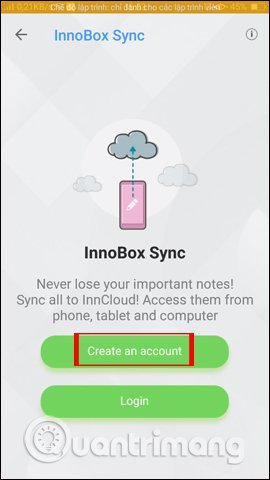 0,21K/s
Chế độ lập trình: chỉ dành cho các lập trình viên
45%
InnoBox Sync
InnoBox Sync
Never lose your important notes!
Sync all to InnCloud! Access them from
phone, tablet and computer
Create an account
Login
Quantrimang